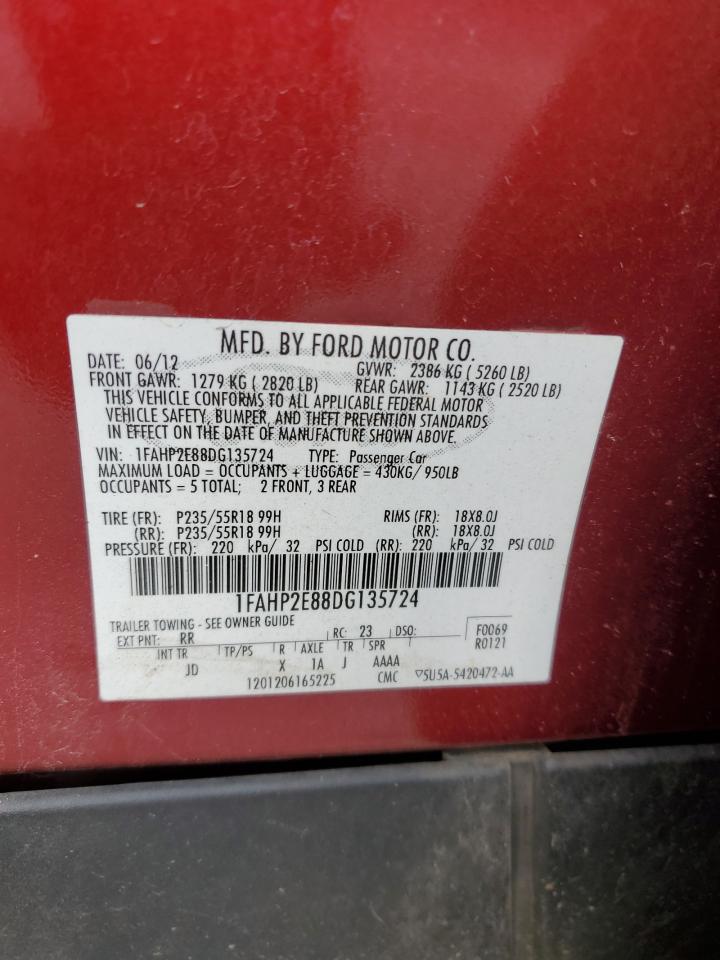 MFD. BY FORD MOTOR CO.
DATE: 06/12 GVWR: 2386 KG ( 5260 LB)
FRONT GAWR: 1279 KG ( 2820 LB) REAR GAWR: 1143 KG ( 2520 LB)
THIS VEHICLE CONFORMS TO ALL APPLICABLE FEDERAL MOTOR
VEHICLE SAFETY, BUMPER, AND THEFT PREVENTION STANDARDS
IN EFFECT ON THE DATE OF MANUFACTURE SHOWN ABOVE.
VIN: 1FAHP2E88DG135724 TYPE: Passenger Car
MAXIMUM LOAD = OCCUPANTS + LUGGAGE = 430KG/ 950LB
OCCUPANTS = 5 TOTAL; 2 FRONT, 3 REAR
TIRE (FR): P235/55R18 99H RIMS (FR): 18X8.0J
(RR): P235/55R18 99H (RR): 18X8.0J
PRESSURE (FR): 220 kPa/ 32 PSI COLD (RR): 220 kPa/ 32 PSI COLD
1FAHP2E88DG135724
TRAILER TOWING - SEE OWNER GUIDE
EXT PNT: RR RC: 23 DSO: F0069
R0121
INT TR TP/PS R AXLE TR SPR
JD X 1A J AAAA
1201206165225 CMC ▽5U5A-5420472-AA